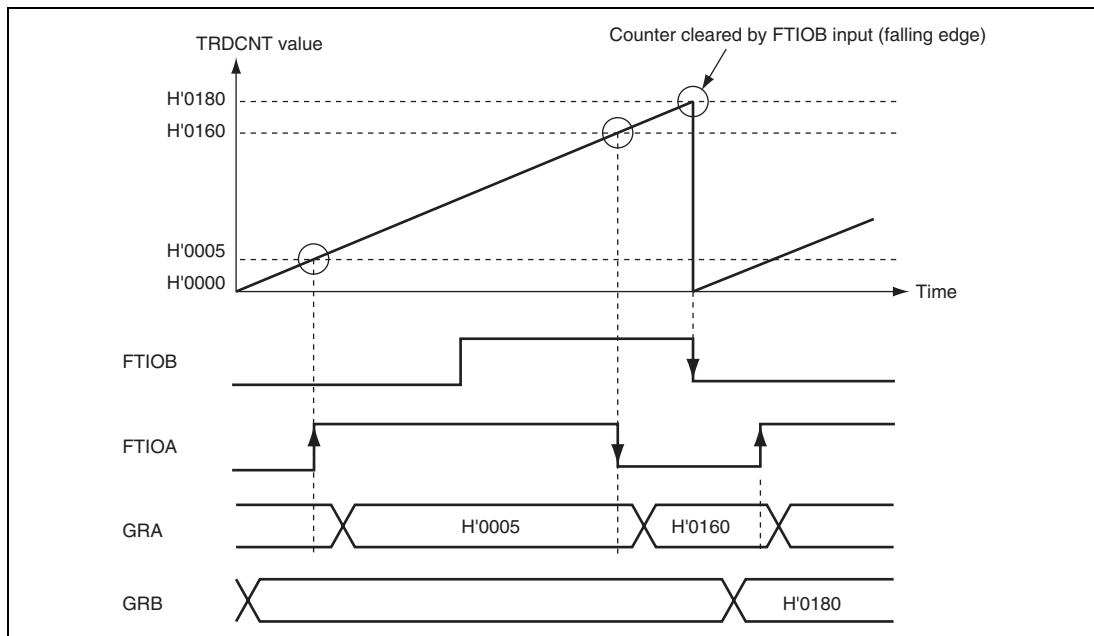 Counter cleared by FTIOB input (falling edge)
TRDCNT value
H'0180
H'0160
H'0005
H'0000
Time
FTIOB
FTIOA
GRA
H'0005
H'0160
GRB
H'0180